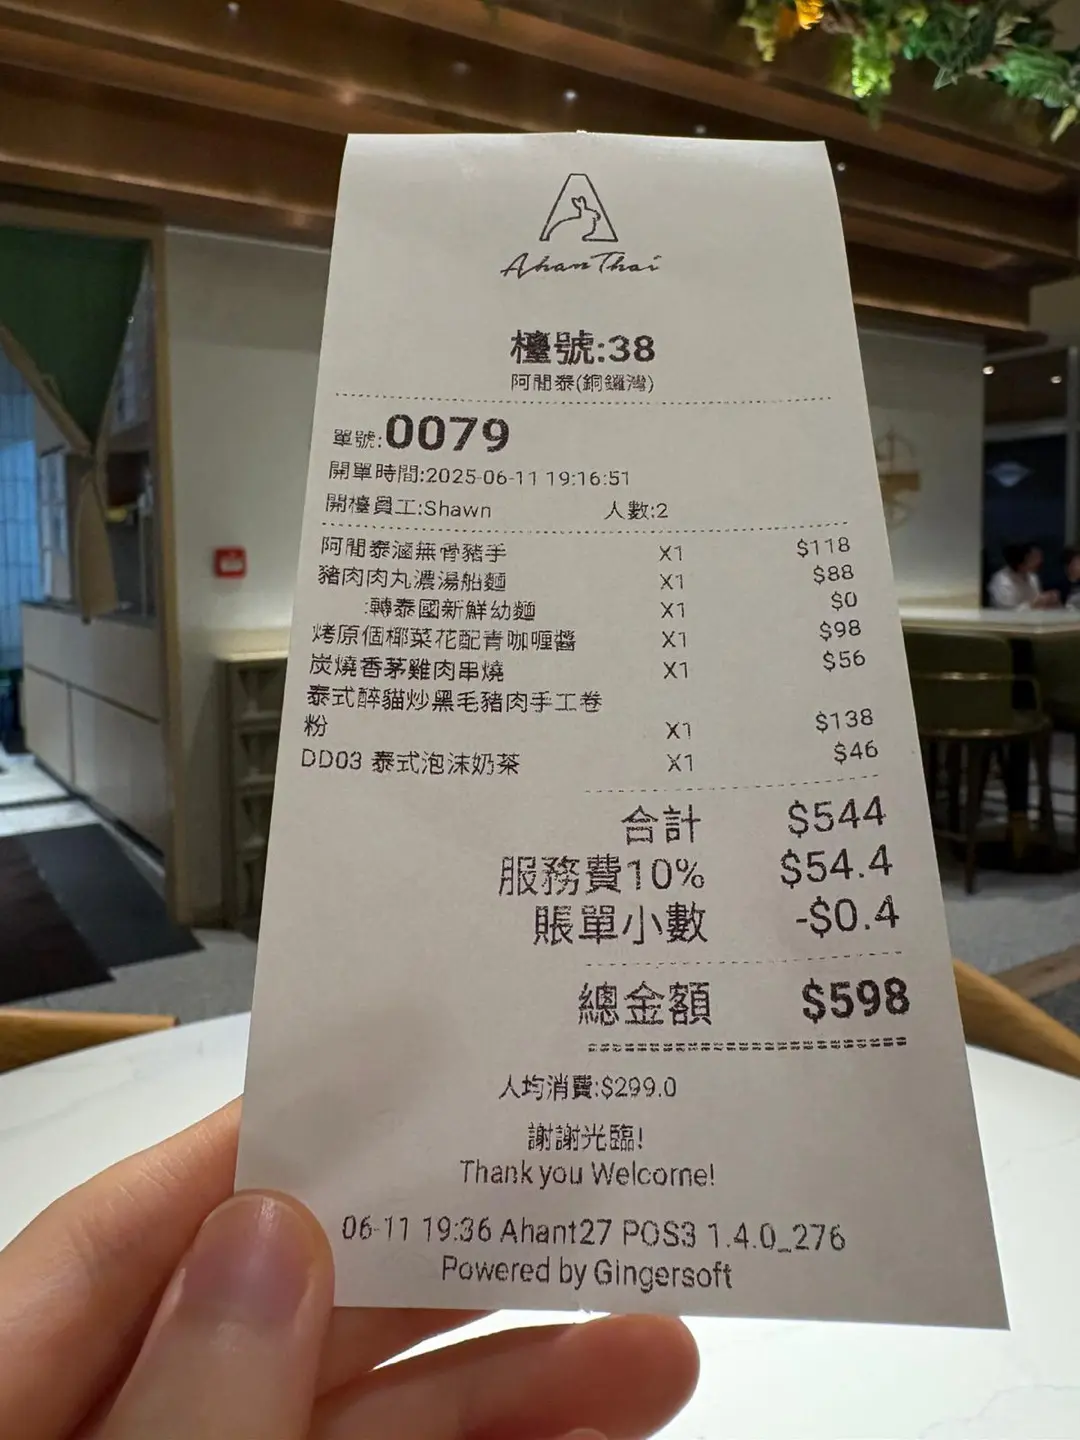 Ahan Thai
檯號:38
阿閒泰(銅鑼灣)
單號:0079
開單時間:2025-06-11 19:16:51
開檯員工:Shawn 人數:2
阿閒泰滷無骨豬手 X1 $118
豬肉肉丸濃湯船麵 X1 $88
:轉泰國新鮮幼麵 X1 $0
烤原個椰菜花配青咖喱醬 X1 $98
炭燒香茅雞肉串燒 X1 $56
泰式醉貓炒黑毛豬肉手工卷
粉 X1 $138
DD03 泰式泡沫奶茶 X1 $46
合計 $544
服務費10% $54.4
賬單小數 -$0.4
總金額 $598
人均消費:$299.0
謝謝光臨!
Thank you Welcome!
06-11 19:36 Ahant27 POS3 1.4.0_276
Powered by Gingersoft